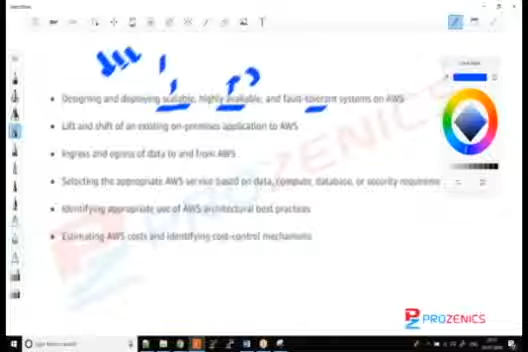 Designing and deploying scalable, highly available, and fault-tolerant systems on AWS
Lift and shift of an existing on-premises application to AWS
Ingress and egress of data to and from AWS
Selecting the appropriate AWS service based on data, compute, database, or security requireme
Identifying appropriate use of AWS architectural best practices
Estimating AWS costs and identifying cost-control mechanisms
PROZENICS
PROZENICS